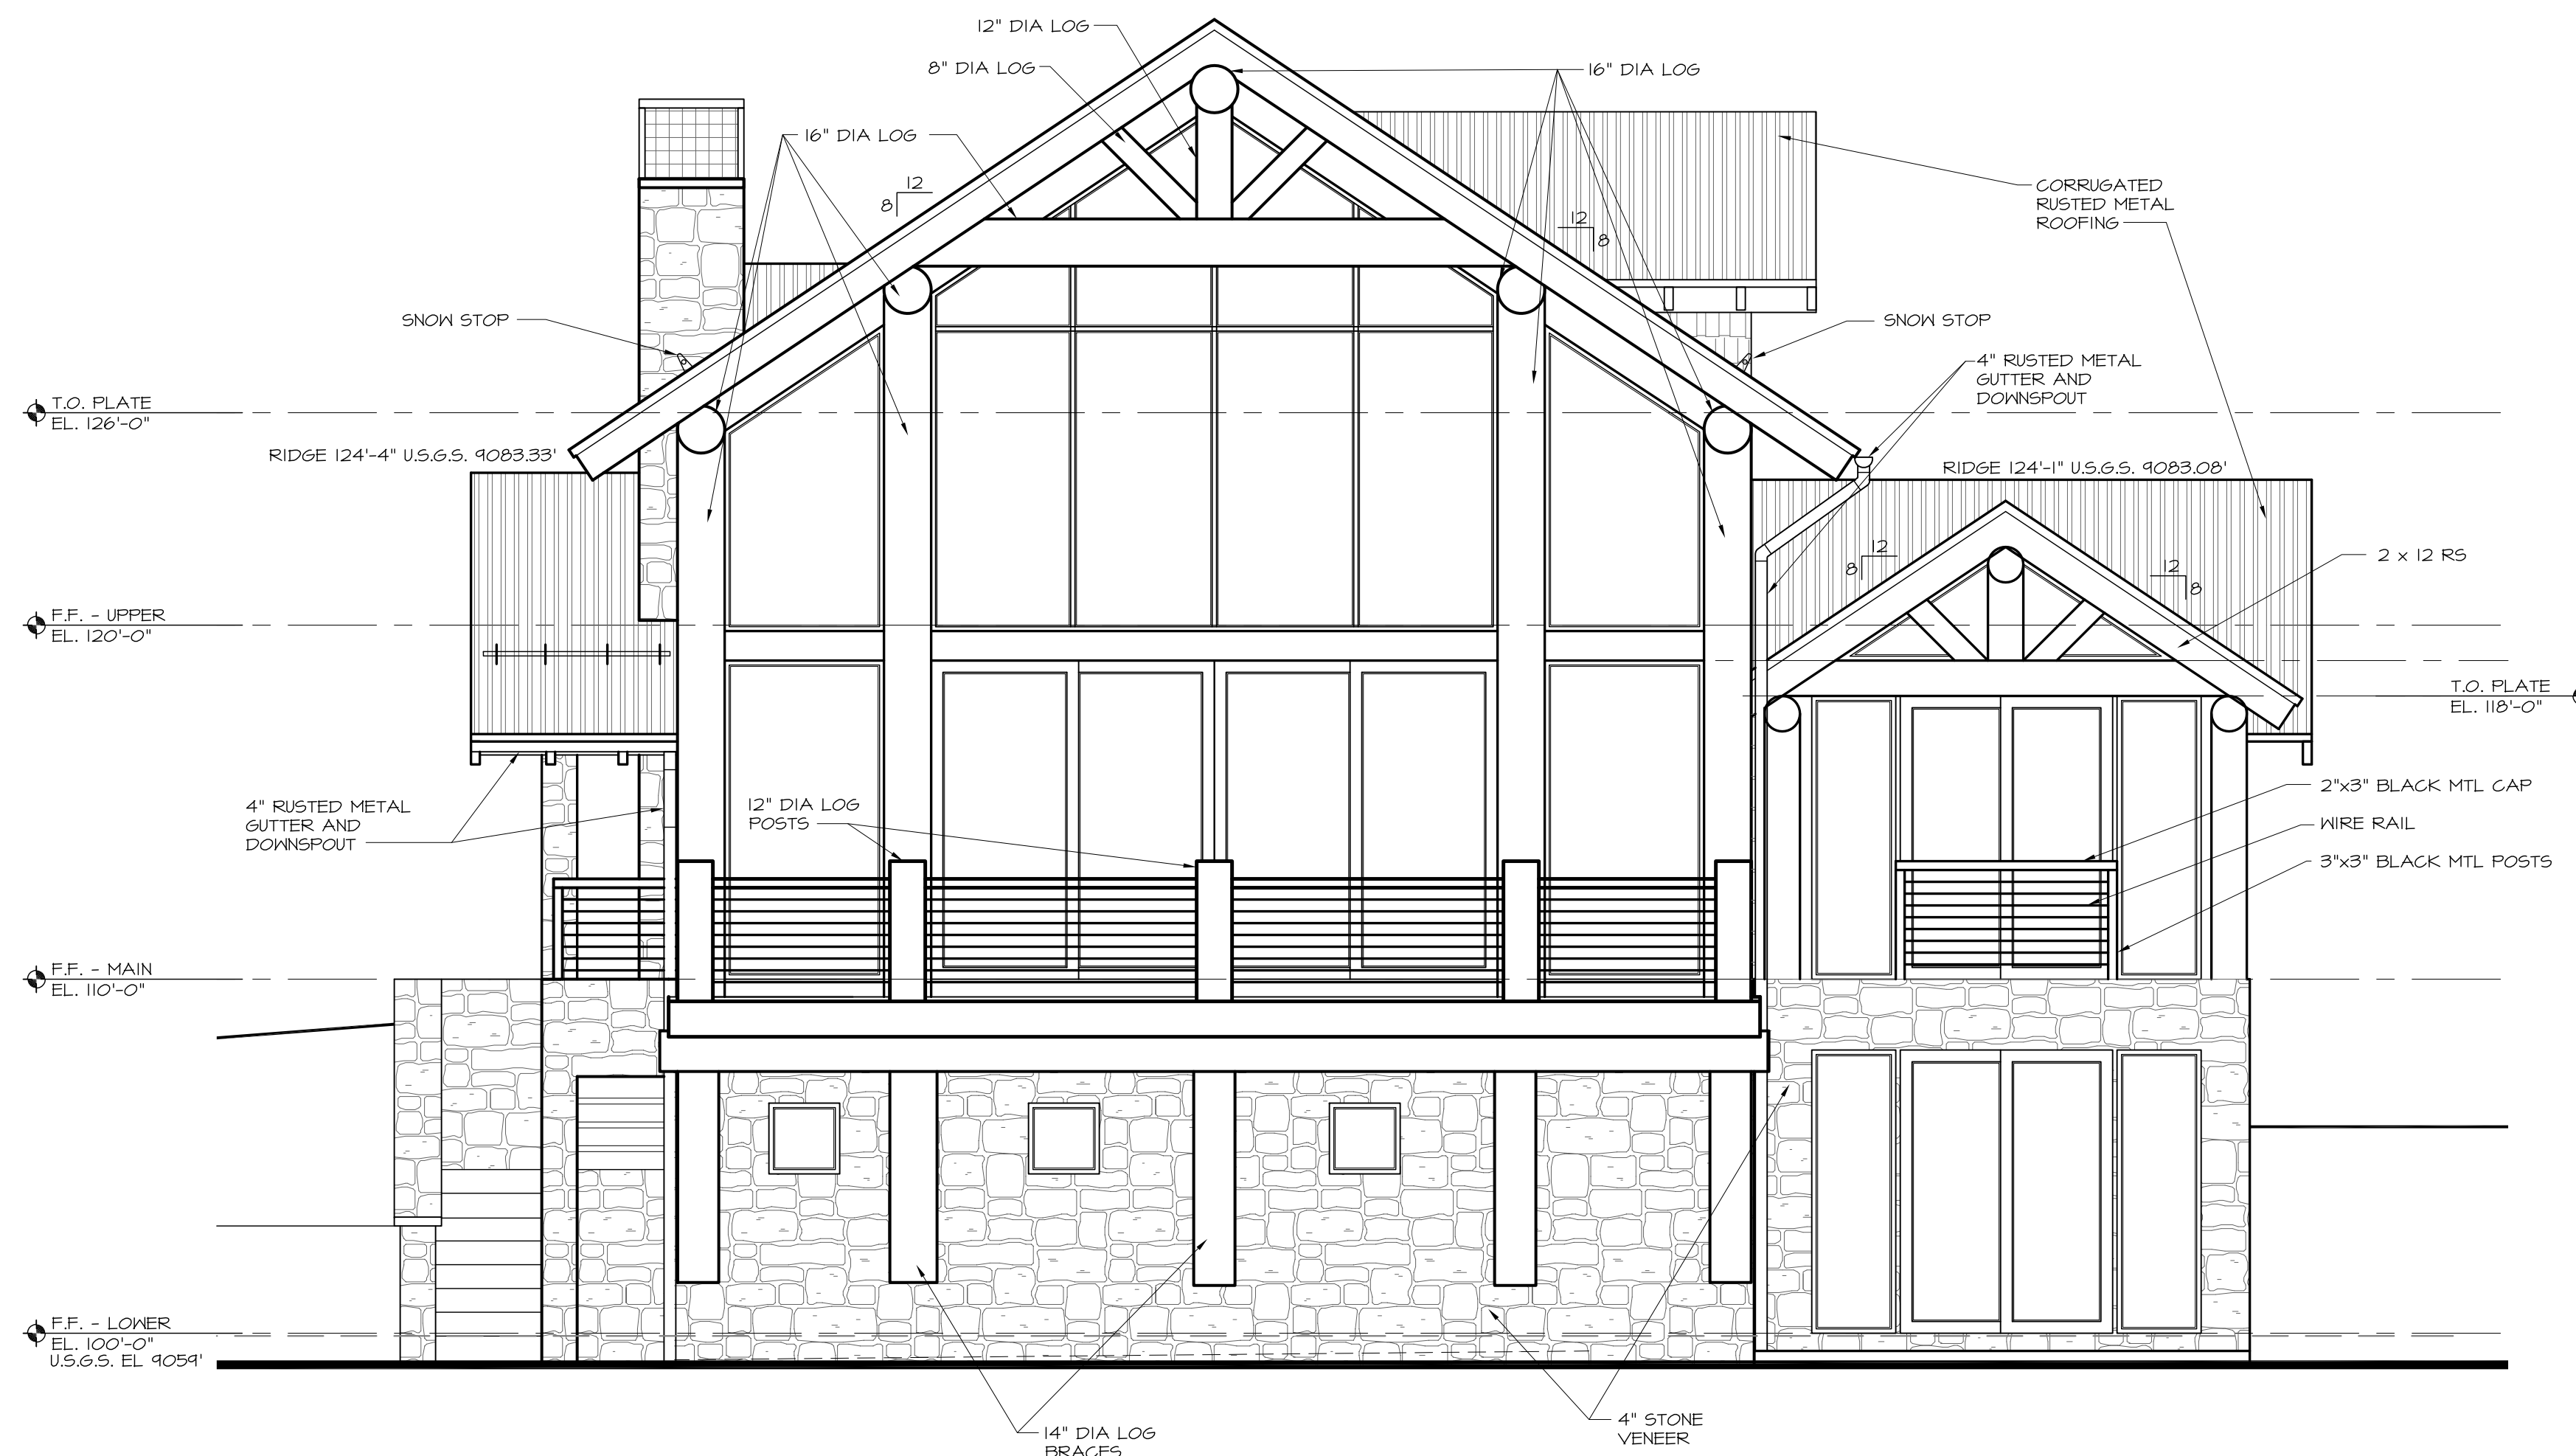 12" DIA LOG
8" DIA LOG
16" DIA LOG
16" DIA LOG
12
8
CORRUGATED
RUSTED METAL
ROOFING
12
8
SNOW STOP
SNOW STOP
4" RUSTED METAL
GUTTER AND
DOWNSPOUT
T.O. PLATE
EL. 126'-0"
RIDGE 124'-4" U.S.G.S. 9083.33'
RIDGE 124'-1" U.S.G.S. 9083.08'
12
8
2 x 12 RS
12
8
F.F. - UPPER
EL. 120'-0"
T.O. PLATE
EL. 118'-0"
2"x3" BLACK MTL CAP
4" RUSTED METAL
GUTTER AND
DOWNSPOUT
12" DIA LOG
POSTS
WIRE RAIL
3"x3" BLACK MTL POSTS
F.F. - MAIN
EL. 110'-0"
F.F. - LOWER
EL. 100'-0"
U.S.G.S. EL 9059'
14" DIA LOG
BRACES
4" STONE
VENEER